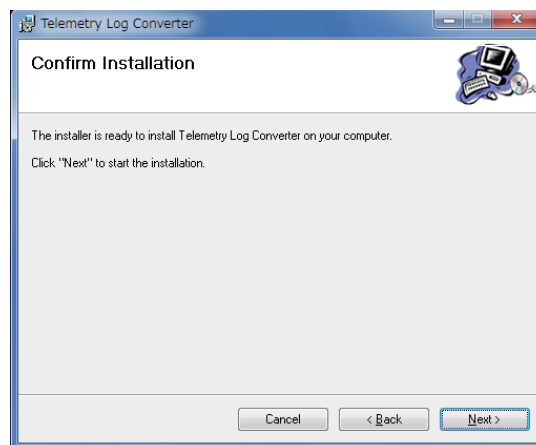 Telemetry Log Converter
Confirm Installation
The installer is ready to install Telemetry Log Converter on your computer.
Click "Next" to start the installation.
Cancel
< Back
Next >